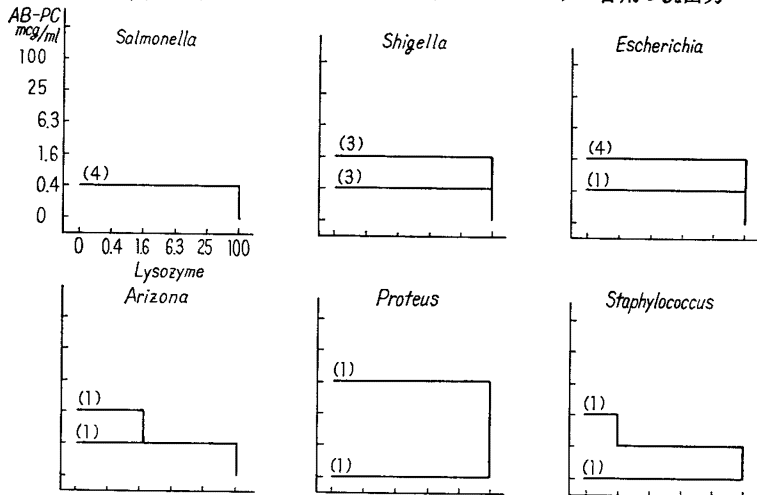 AB-PC
mcg/ml
100
25
6.3
1.6
0.4
0
Salmonella
(4)
0 0.4 1.6 6.3 25 100
Lysozyme
Shigella
(3)
(3)
Escherichia
(4)
(1)
Arizona
(1)
(1)
Proteus
(1)
(1)
Staphylococcus
(1)
(1)